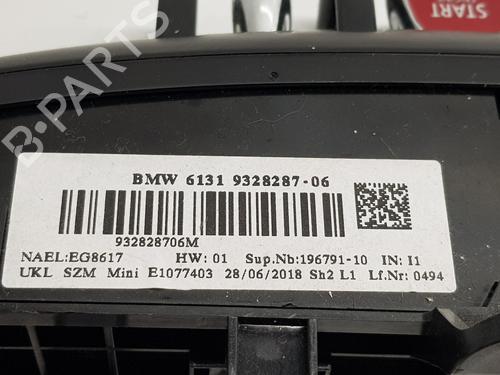 START
BMW 6131 9328287-06
932828706M
NAEL:EG8617 HW: 01 Sup.Nb:196791-10 IN: I1
UKL SZM Mini E1077403 28/06/2018 Sh2 L1 Lf.Nr: 0494